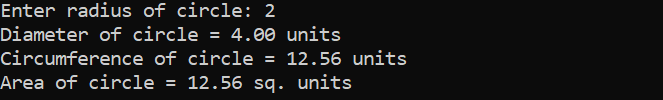 Enter radius of circle: 2
Diameter of circle = 4.00 units
Circumference of circle = 12.56 units
Area of circle = 12.56 sq. units